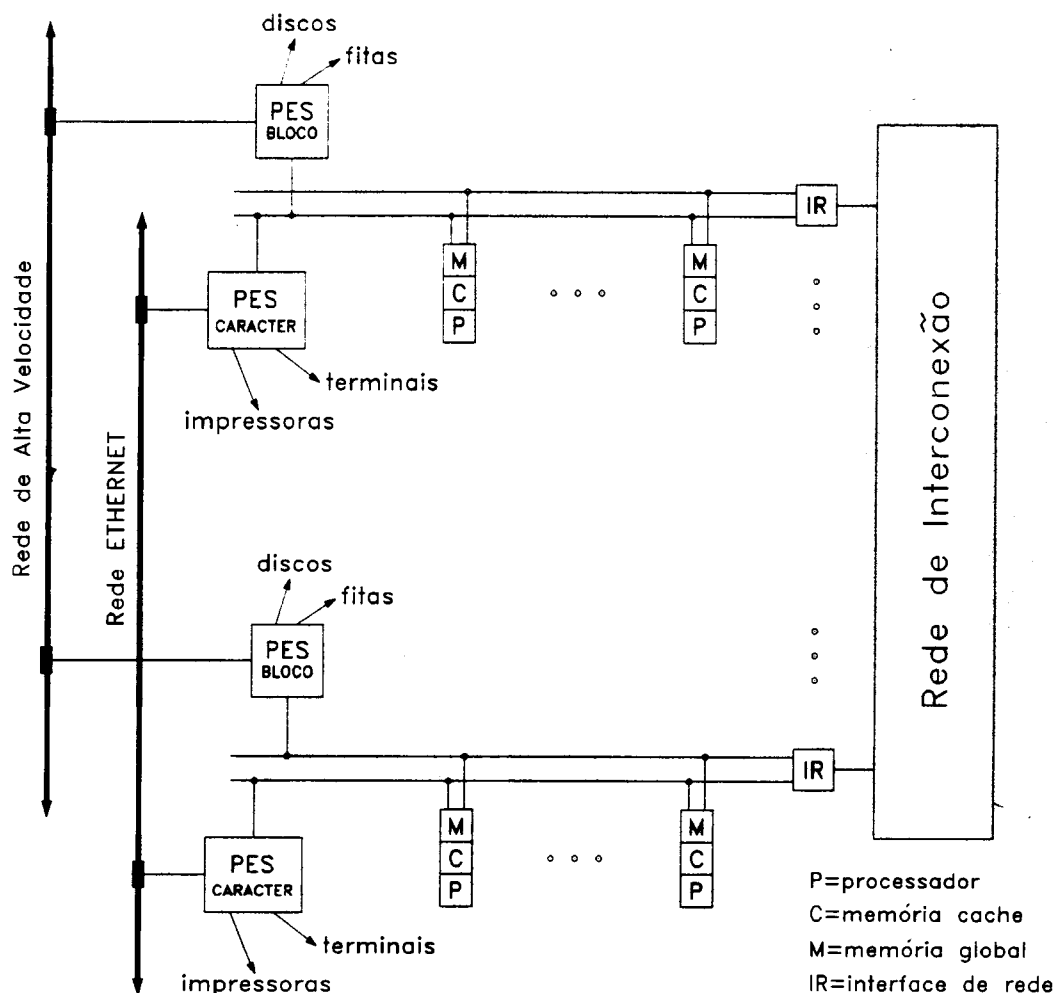 discos
fitas
PES
BLOCO
IR
M
C
P
M
C
P
PES
CARACTER
terminais
impressoras
Rede de Alta Velocidade
Rede ETHERNET
Rede de Interconexão
discos
fitas
PES
BLOCO
IR
M
C
P
M
C
P
PES
CARACTER
terminais
impressoras
P=processador
C=memória cache
M=memória global
IR=interface de rede